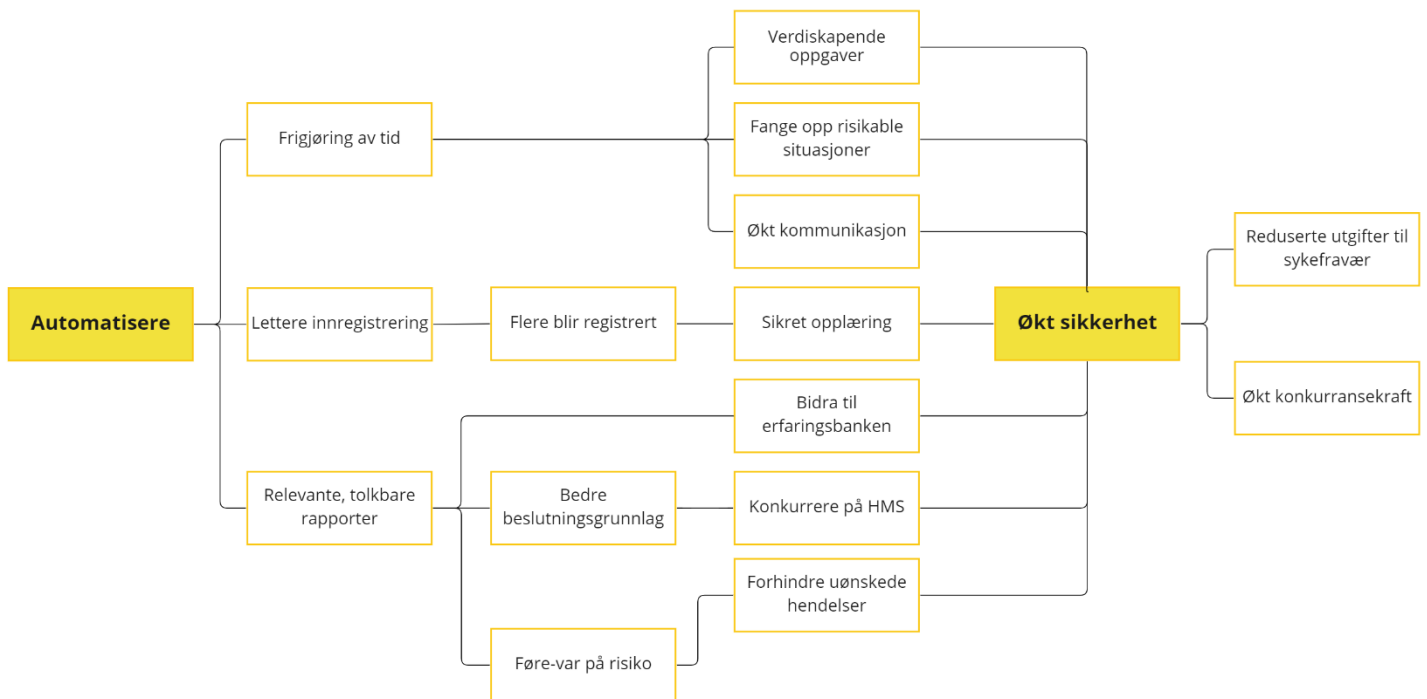 Verdiskapende
oppgaver
Frigjøring av tid
Fange opp risikable
situasjoner
Økt kommunikasjon
Reduserte utgifter til
sykefravær
Automatisere
Lettere innregistrering
Flere blir registrert
Sikret opplæring
Økt sikkerhet
Økt konkurransekraft
Bidra til
erfaringsbanken
Relevante, tolkbare
rapporter
Bedre
beslutningsgrunnlag
Konkurrere på HMS
Forhindre uønskede
hendelser
Føre-var på risiko